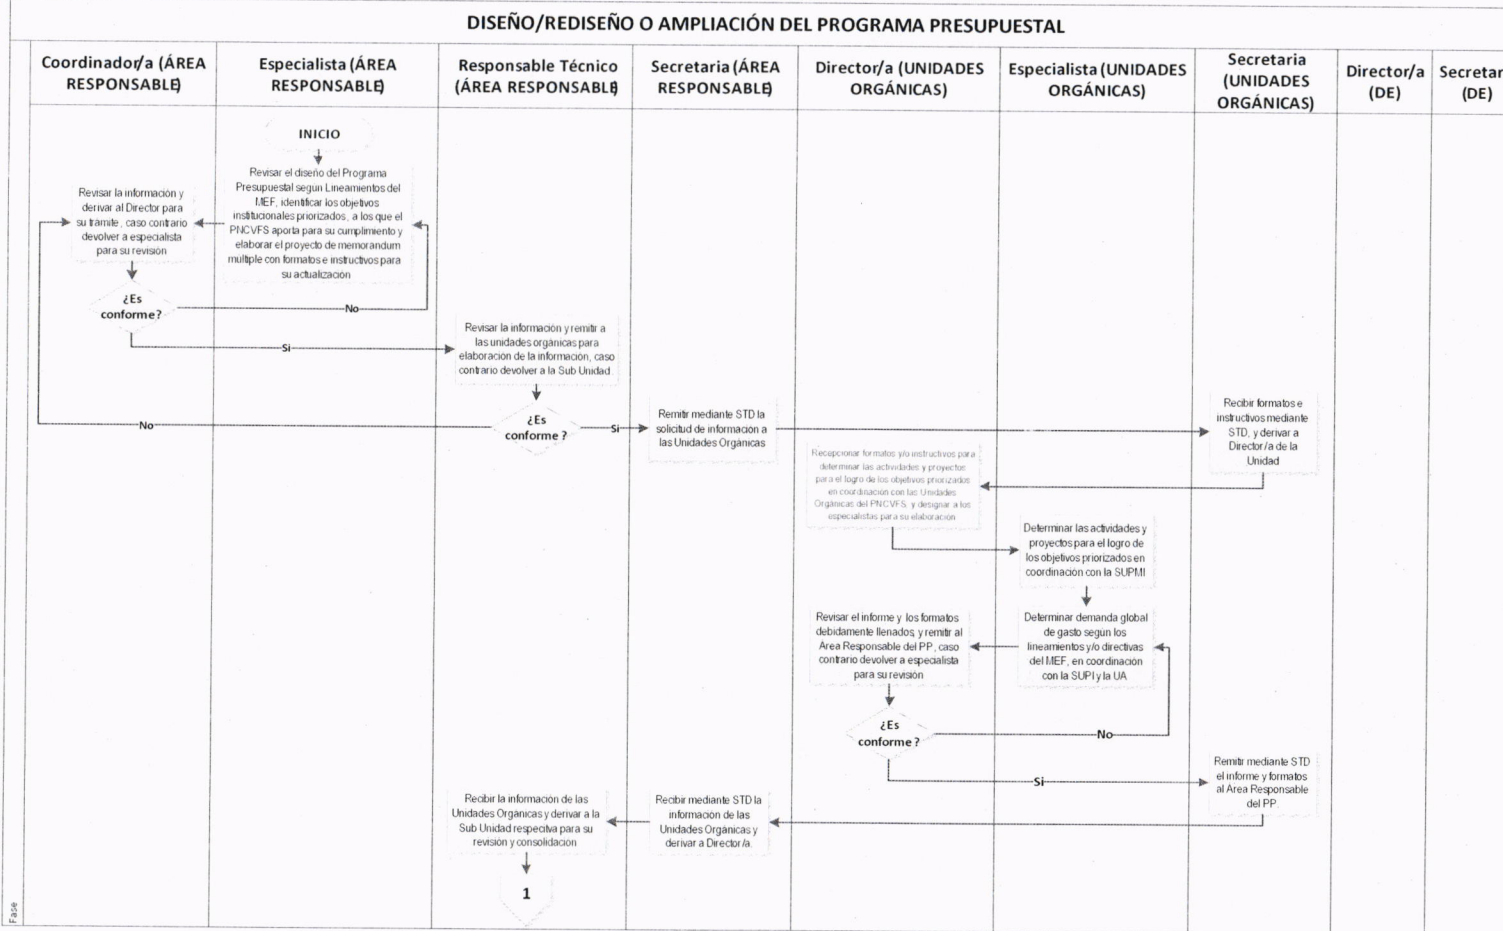 DISEÑO/REDISEÑO O AMPLIACIÓN DEL PROGRAMA PRESUPUESTAL
Coordinador/a (ÁREA
RESPONSABLE)
Especialista (ÁREA
RESPONSABLE)
Responsable Técnico
(ÁREA RESPONSABLE)
Secretaria (ÁREA
RESPONSABLE)
Director/a (UNIDADES
ORGÁNICAS)
Especialista (UNIDADES
ORGÁNICAS)
Secretaria
(UNIDADES
ORGÁNICAS)
Director/a
(DE)
Secretar
(DE)
INICIO
Revisar el diseño del Programa
Presupuestal según Lineamientos del
MEF, identificar los objetivos
institucionales priorizados, a los que el
PNCVFS aporta para su cumplimiento y
elaborar el proyecto de memorandum
múltiple con formatos e instructivos para
su actualización
Revisar la información y
derivar al Director para
su trámite, caso contrario
devolver a especialista
para su revisión
¿Es
conforme?
No
Si
Revisar la información y remitir a
las unidades orgánicas para
elaboración de la información, caso
contrario devolver a la Sub Unidad
¿Es
conforme?
No
Si
Remitir mediante STD la
solicitud de información a
las Unidades Orgánicas
Recibir formatos e
instructivos mediante
STD, y derivar a
Director/a de la
Unidad
Recepcionar formatos y/o instructivos para
determinar las actividades y proyectos
para el logro de los objetivos priorizados
en coordinación con las Unidades
Orgánicas del PNCVFS, y designar a los
especialistas para su elaboración
Determinar las actividades y
proyectos para el logro de
los objetivos priorizados en
coordinación con la SUPMI
Determinar demanda global
de gasto según los
lineamientos y/o directivas
del MEF, en coordinación
con la SUPI y la UA
Revisar el informe y los formatos
debidamente llenados, y remitir al
Área Responsable del PP, caso
contrario devolver a especialista
para su revisión
¿Es
conforme?
No
Si
Remitir mediante STD
el informe y formatos
al Area Responsable
del PP.
Recibir mediante STD la
información de las
Unidades Orgánicas y
derivar a Director/a.
Recibir la información de las
Unidades Orgánicas y derivar a la
Sub Unidad respecitva para su
revisión y consolidación
1
Fase